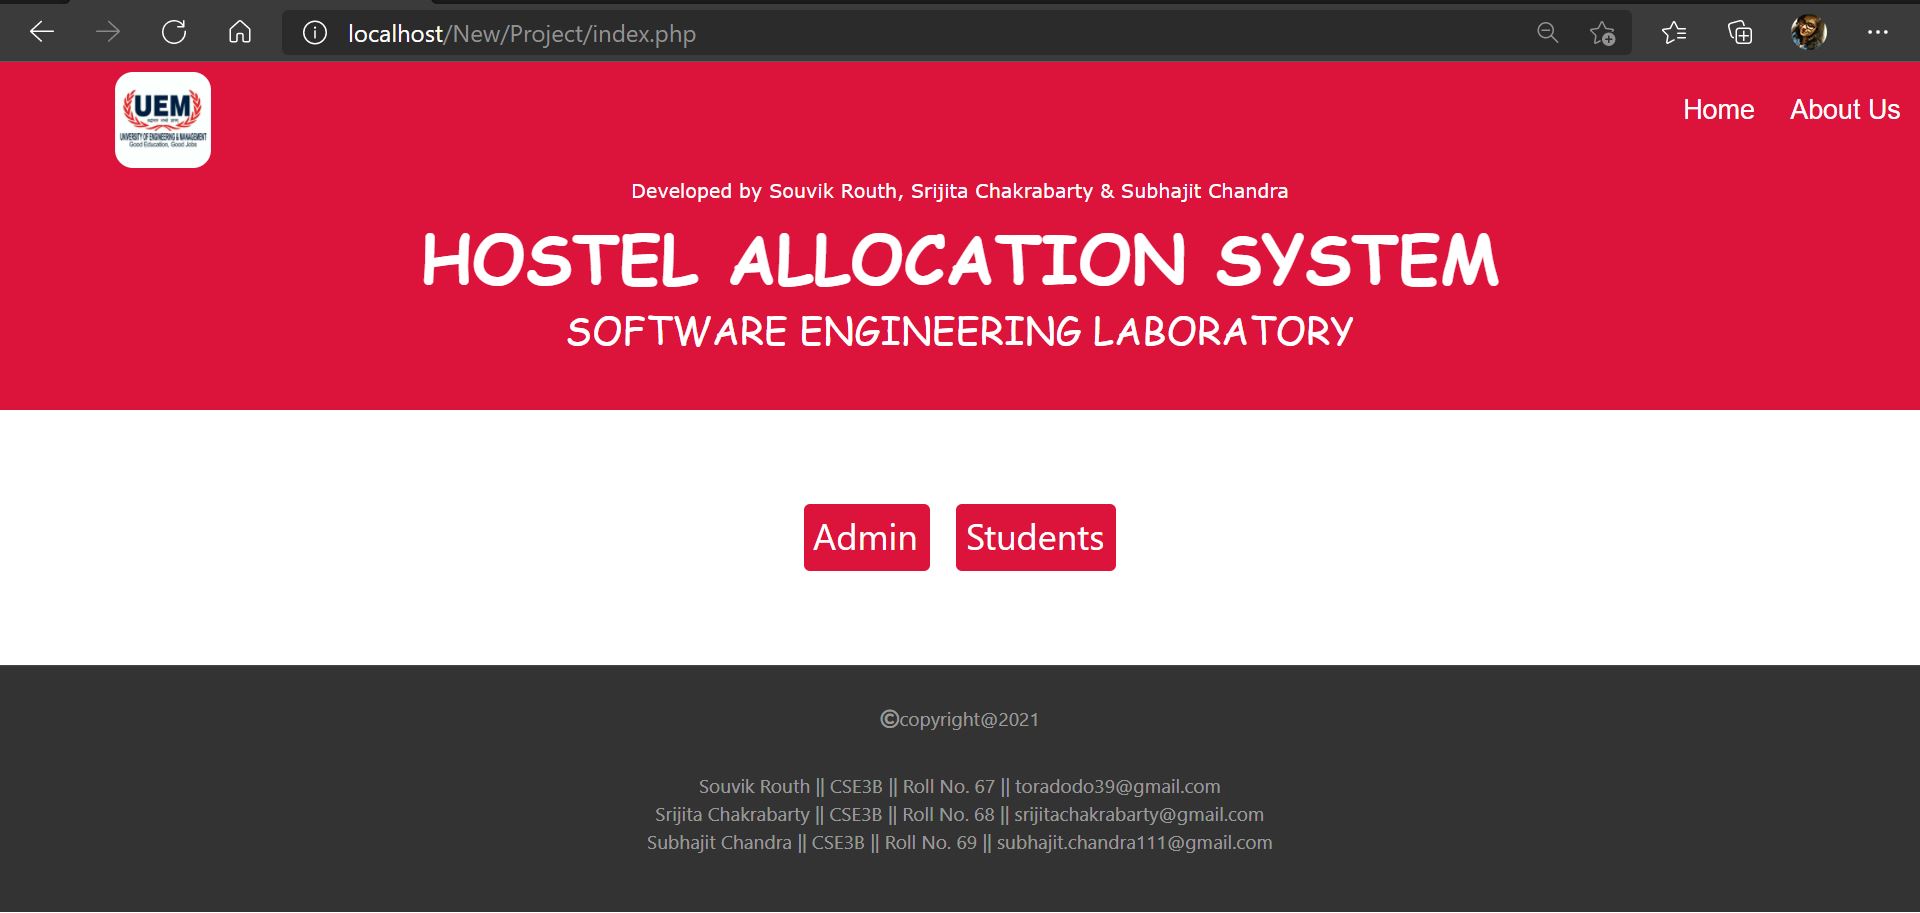 localhost/New/Project/index.php
UEM
UNIVERSITY OF ENGINEERING & MANAGEMENT
Good Education, Good Jobs
Home About Us
Developed by Souvik Routh, Srijita Chakrabarty & Subhajit Chandra
HOSTEL ALLOCATION SYSTEM
SOFTWARE ENGINEERING LABORATORY
Admin Students
©copyright@2021
Souvik Routh || CSE3B || Roll No. 67 || toradodo39@gmail.com
Srijita Chakrabarty || CSE3B || Roll No. 68 || srijitachakrabarty@gmail.com
Subhajit Chandra || CSE3B || Roll No. 69 || subhajit.chandra111@gmail.com